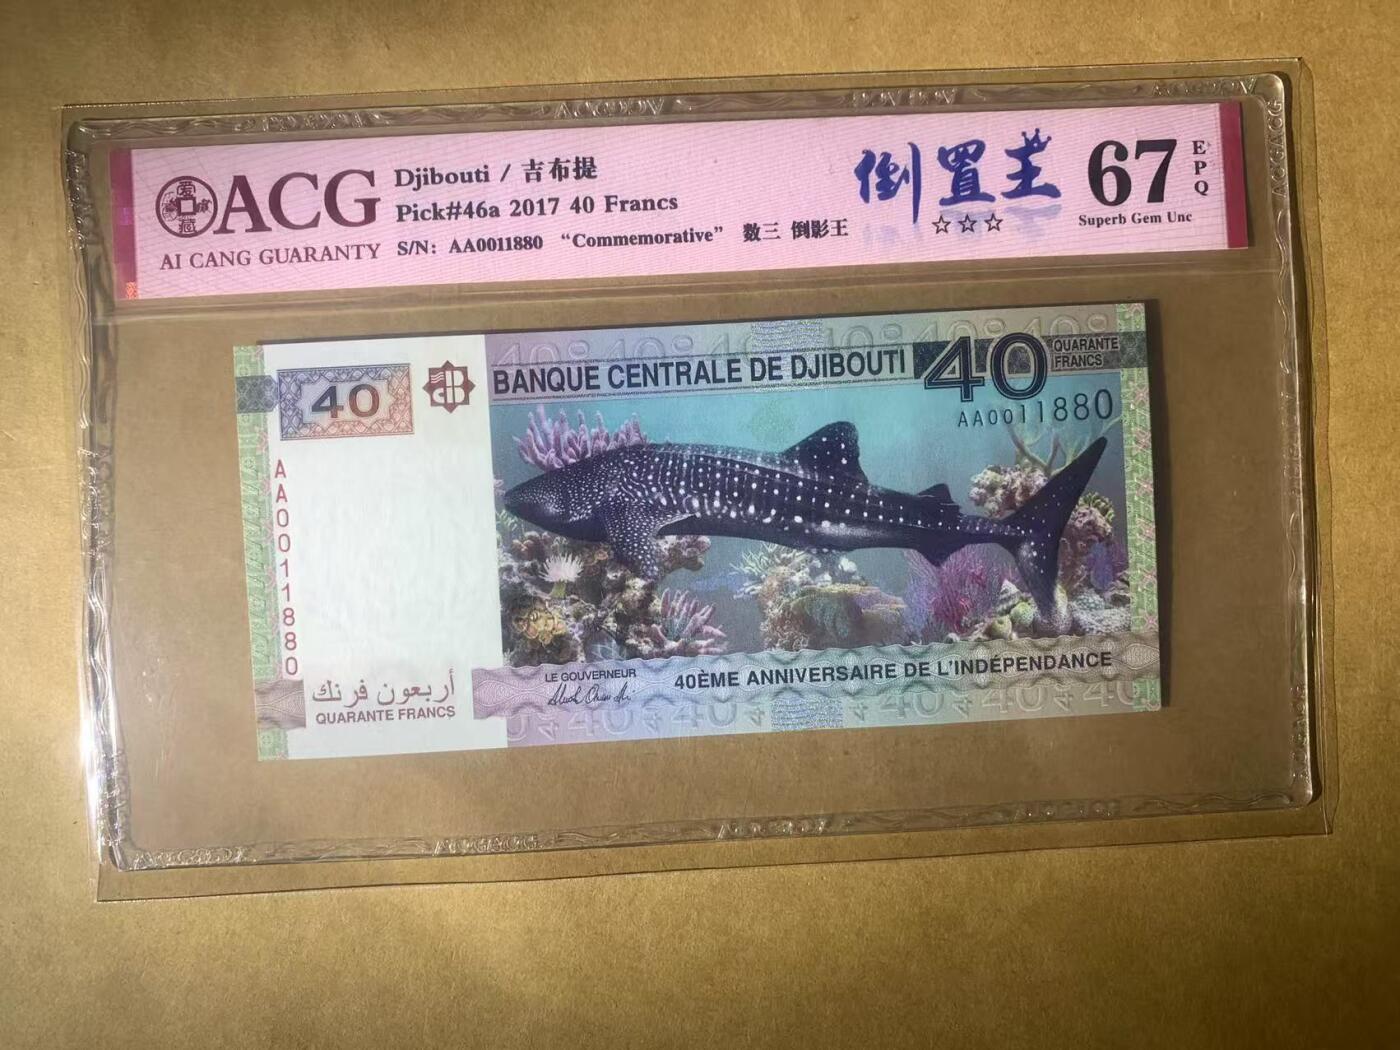 ACG
AI CANG GUARANTY
Djibouti / 吉布提
Pick#46a 2017 40 Francs
S/N: AA0011880 “Commemorative” 数三 倒影王
倒置王
☆☆☆
67
EPQ
Superb Gem Unc
40
BANQUE CENTRALE DE DJIBOUTI
40
QUARANTE
FRANCS
AA0011880
AA0011880
LE GOUVERNEUR
40ÈME ANNIVERSAIRE DE L'INDÉPENDANCE
أربعون فرنك
QUARANTE FRANCS